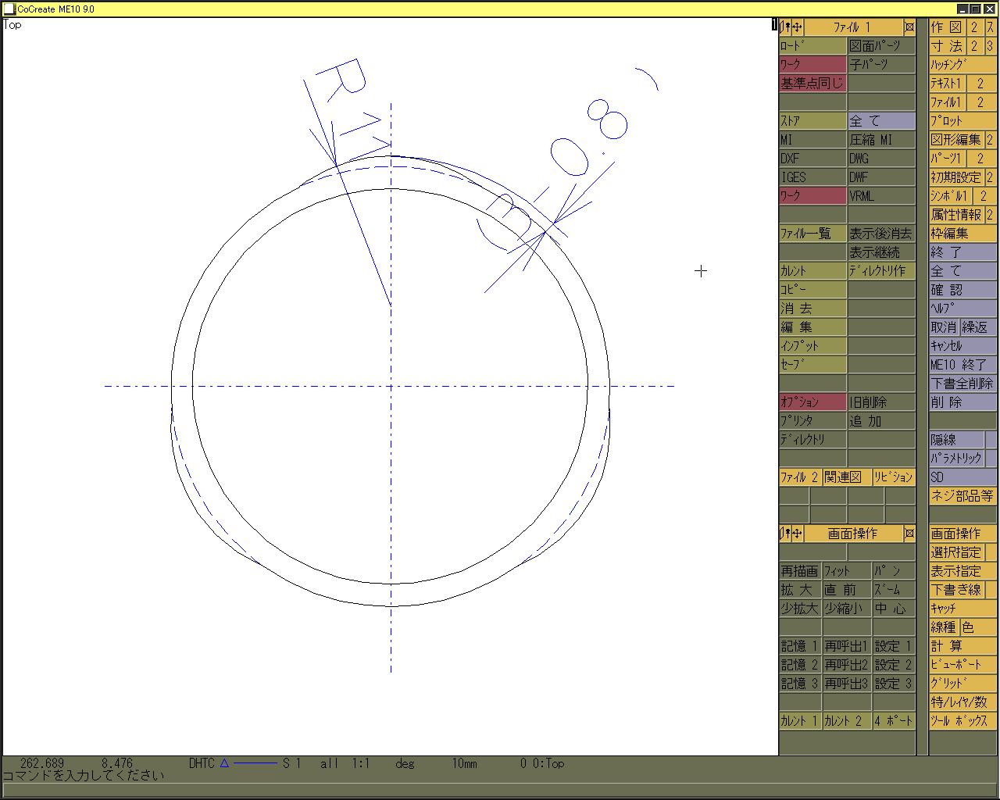 CoCreate ME10 9.0
Top
1
R 11
( 3-0.8 )
ファイル 1
ロード 図面パーツ
ワーク 子パーツ
基準点同じ
ストア 全 て
MI 圧縮 MI
DXF DWG
IGES DWF
ワーク VRML
ファイル一覧 表示後消去
表示継続
カレント ディレクトリ作
コピー
消 去
編 集
インプット
セーブ
オプション 旧削除
プリンタ 追 加
ディレクトリ
ファイル 2 関連図 リビジョン
画面操作
再描画 フィット パ ン
拡 大 直 前 ズーム
少拡大 少縮小 中 心
記憶 1 再呼出1 設定 1
記憶 2 再呼出2 設定 2
記憶 3 再呼出3 設定 3
カレント 1 カレント 2 4 ポート
作 図 2 ス
寸 法 2 3
ハッチング
テキスト1 2
ファイル1 2
プロット
図形編集 2
パーツ1 2
初期設定 2
シンボル1 2
属性情報 2
枠編集
終 了
全 て
確 認
ヘルプ
取消 繰返
キャンセル
ME10 終了
下書全削除
削 除
隠線
パラメトリック
SD
ネジ部品等
画面操作
選択指定
表示指定
下書き線
キャッチ
線種 色
計 算
ビューポート
グリッド
特/レイヤ/数
ツール ボックス
262.689 8.476 DHTC S 1 all 1:1 deg 10mm 0 0:Top
コマンドを入力してください